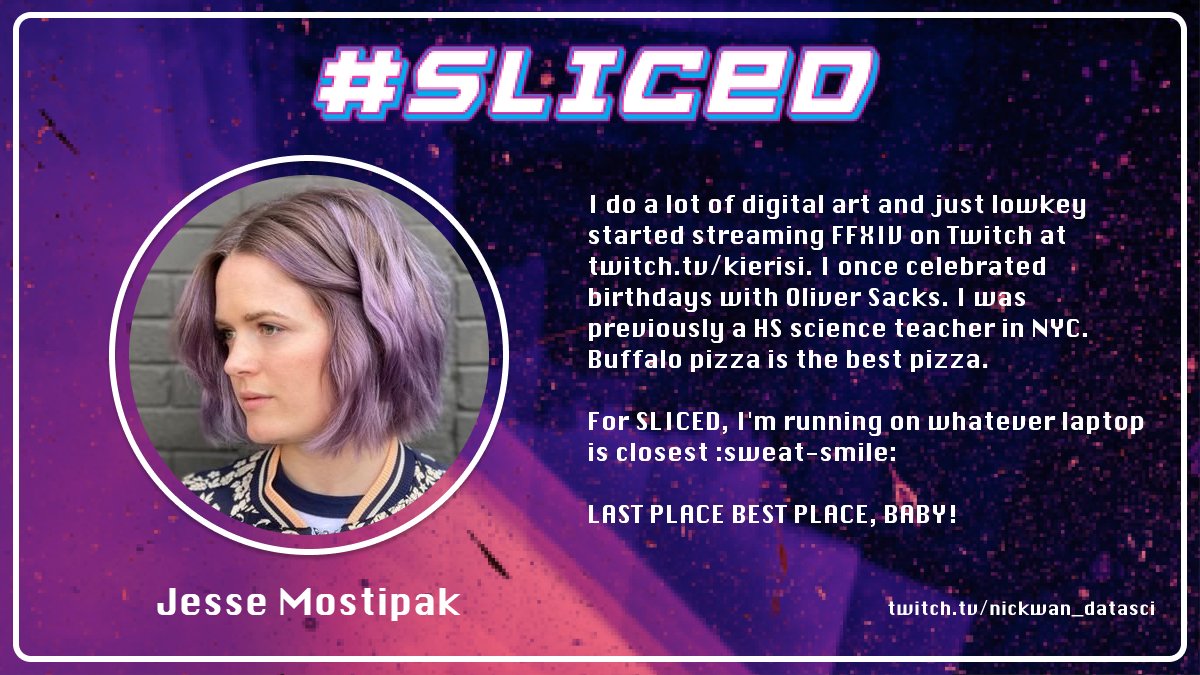 #SLICED
I do a lot of digital art and just lowkey
started streaming FFXIV on Twitch at
twitch.tv/kierisi. I once celebrated
birthdays with Oliver Sacks. I was
previously a HS science teacher in NYC.
Buffalo pizza is the best pizza.
For SLICED, I'm running on whatever laptop
is closest :sweat-smile:
LAST PLACE BEST PLACE, BABY!
Jesse Mostipak
twitch.tv/nickwan_datasci